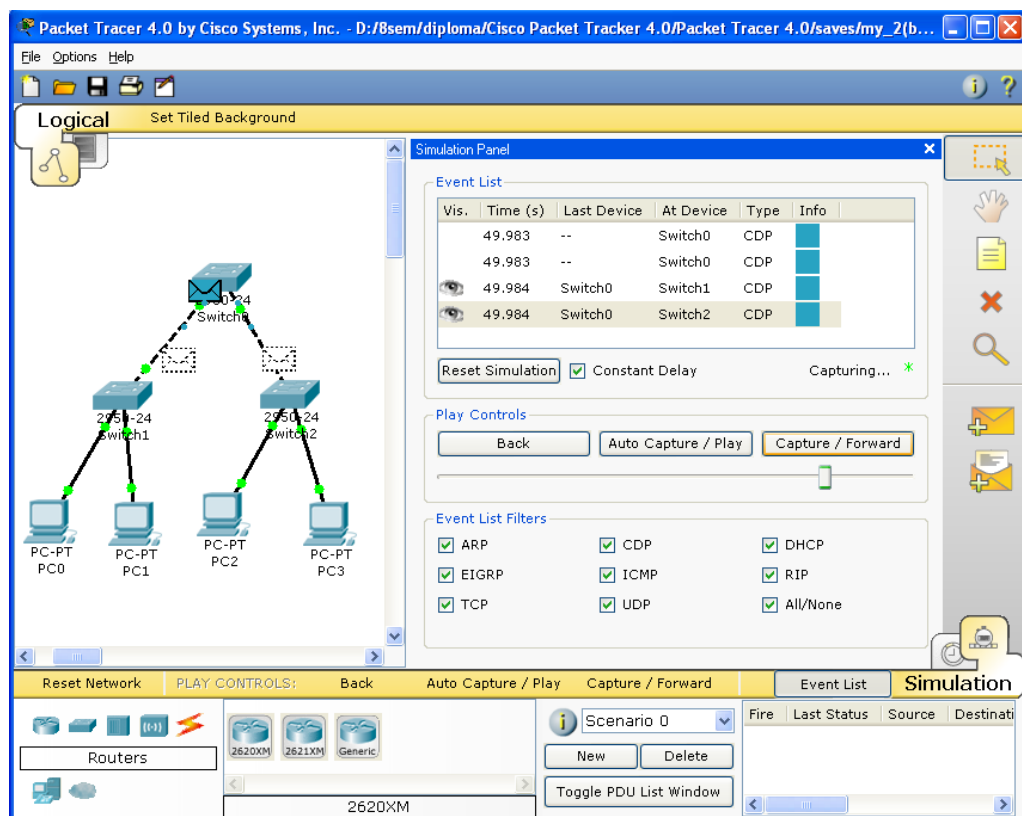 Packet Tracer 4.0 by Cisco Systems, Inc. - D:/8sem/diploma/Cisco Packet Tracker 4.0/Packet Tracer 4.0/saves/my_2(b...
File Options Help
i ?
Logical Set Tiled Background
Simulation Panel
Event List
Vis. Time (s) Last Device At Device Type Info
49.983 -- Switch0 CDP
49.983 -- Switch0 CDP
49.984 Switch0 Switch1 CDP
49.984 Switch0 Switch2 CDP
Reset Simulation Constant Delay Capturing... *
Play Controls
Back Auto Capture / Play Capture / Forward
Event List Filters
ARP CDP DHCP
EIGRP ICMP RIP
TCP UDP All/None
2950-24
Switch0
2950-24
Switch1
2950-24
Switch2
PC-PT
PC0
PC-PT
PC1
PC-PT
PC2
PC-PT
PC3
Reset Network PLAY CONTROLS: Back Auto Capture / Play Capture / Forward Event List Simulation
Routers
2620XM 2621XM Generic
2620XM
i Scenario 0
New Delete
Toggle PDU List Window
Fire Last Status Source Destinati